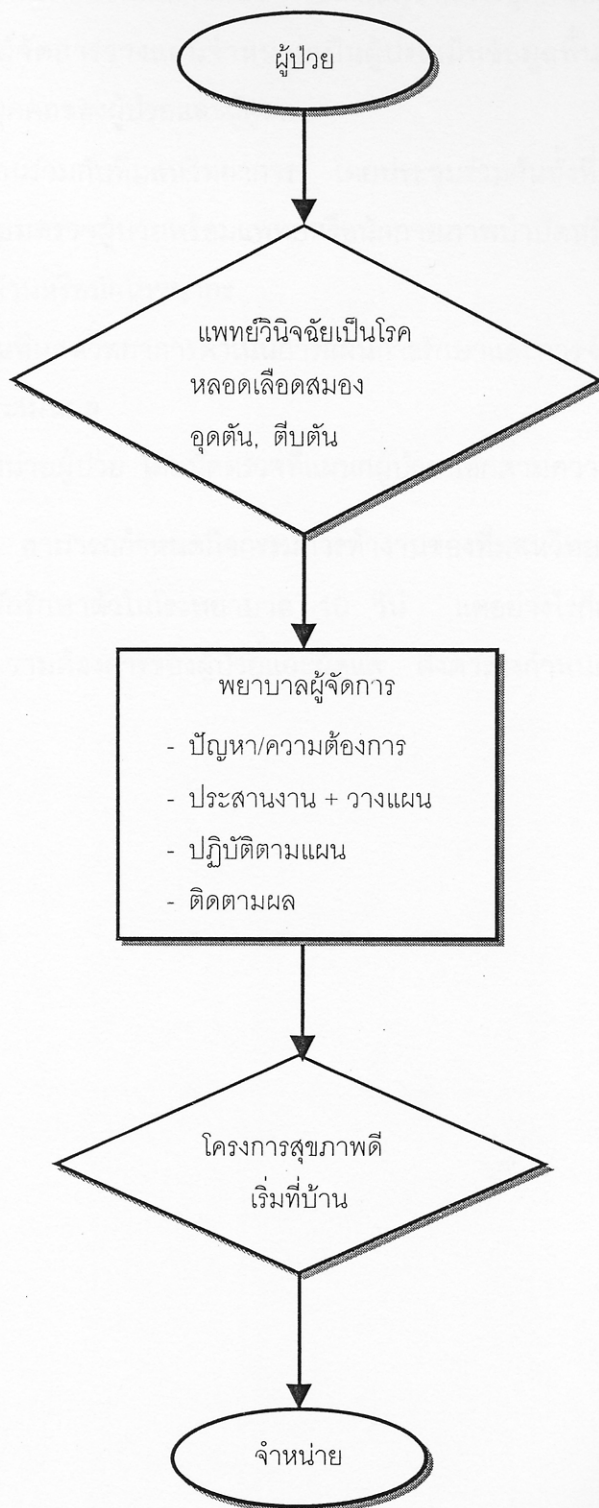 ผู้ป่วย
แพทย์วินิจฉัยเป็นโรค
หลอดเลือดสมอง
อุดตัน, ตีบตัน
พยาบาลผู้จัดการ
- ปัญหา/ความต้องการ
- ประสานงาน + วางแผน
- ปฏิบัติตามแผน
- ติดตามผล
โครงการสุขภาพดี
เริ่มที่บ้าน
จำหน่าย